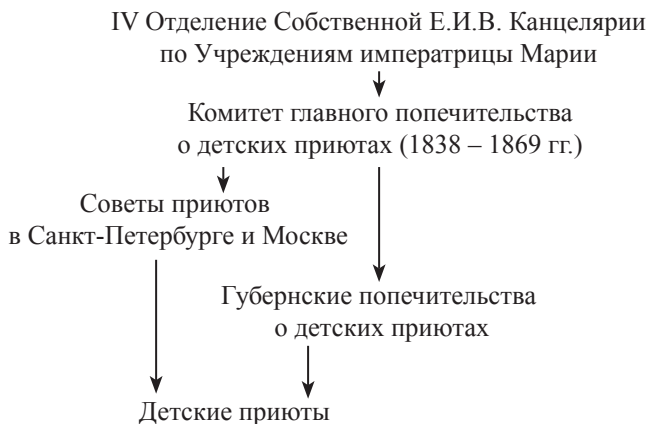 IV Отделение Собственной Е.И.В. Канцелярии
по Учреждениям императрицы Марии
Комитет главного попечительства
о детских приютах (1838 – 1869 гг.)
Советы приютов
в Санкт-Петербурге и Москве
Губернские попечительства
о детских приютах
Детские приюты